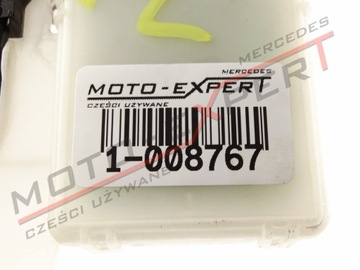 MERCEDES
MOTO-EXPERT
CZĘŚCI UŻYWANE
1-008767
MOTO-EXPERT
MERCEDES
CZĘŚCI UŻYWANE